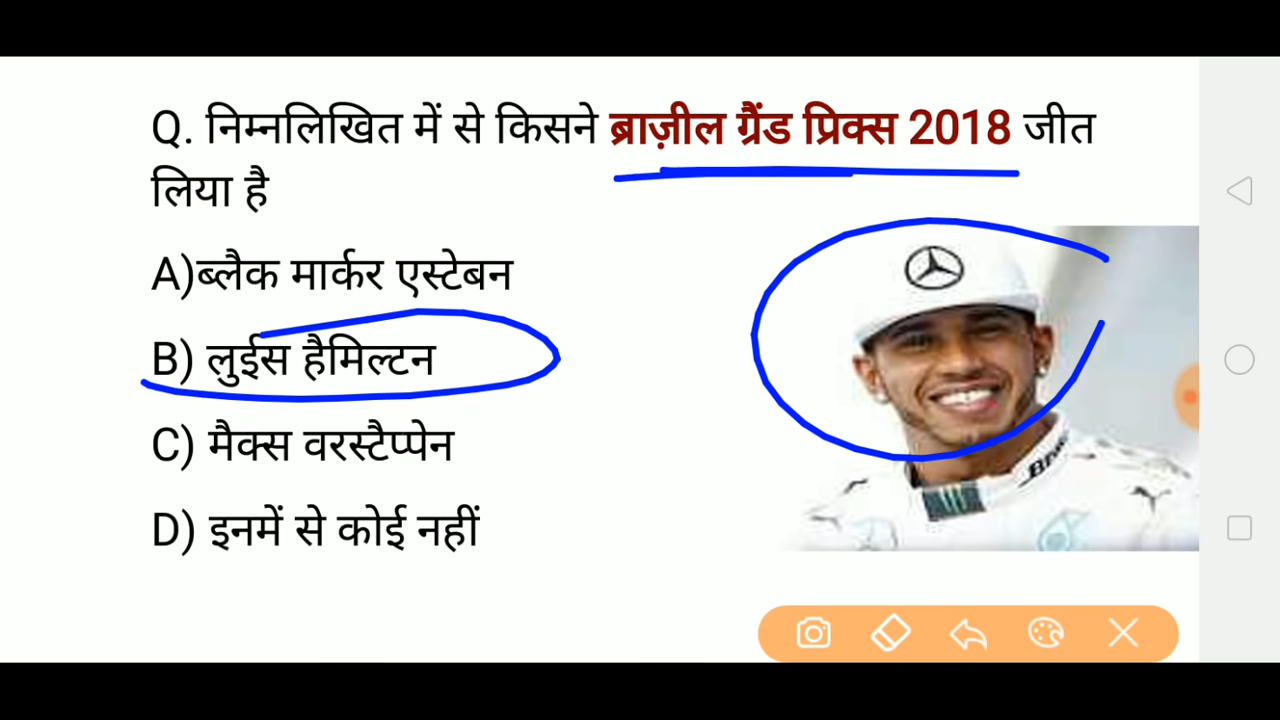 Q. निम्नलिखित में से किसने ब्राज़ील ग्रैंड प्रिक्स 2018 जीत
लिया है
A)ब्लैक मार्कर एस्टेबन
B) लुईस हैमिल्टन
C) मैक्स वरस्टैप्पेन
D) इनमें से कोई नहीं